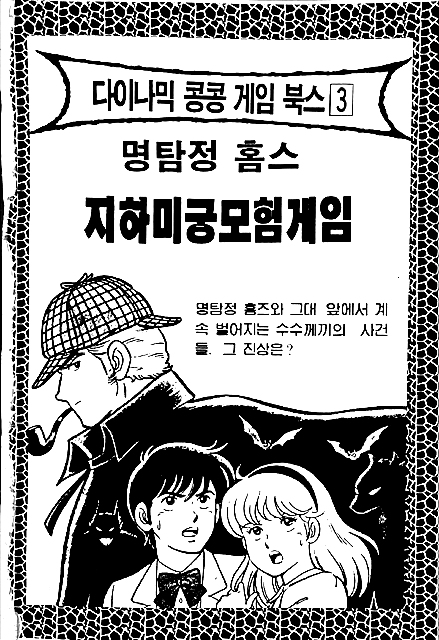 다이나믹 콩콩 게임 북스 3
명탐정 홈스
지하미궁모험게임
명탐정 홈즈와 그대 앞에서 계
속 벌어지는 수수께끼의 사건
들. 그 진상은?